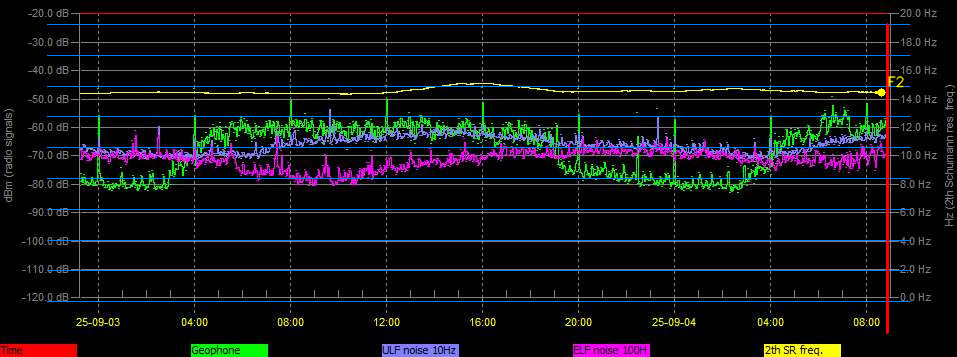 -20.0 dB 20.0 Hz
-30.0 dB 18.0 Hz
-40.0 dB 16.0 Hz
F2
-50.0 dB 14.0 Hz
-60.0 dB 12.0 Hz
-70.0 dB 10.0 Hz
-80.0 dB 8.0 Hz
-90.0 dB 6.0 Hz
-100.0 dB 4.0 Hz
-110.0 dB 2.0 Hz
-120.0 dB 0.0 Hz
dBm (radio signals)
Hz (2th Schumann res. freq.)
25-09-03 04:00 08:00 12:00 16:00 20:00 25-09-04 04:00 08:00
Time Geophone ULF noise 10Hz ELF noise 100H 2th SR freq.